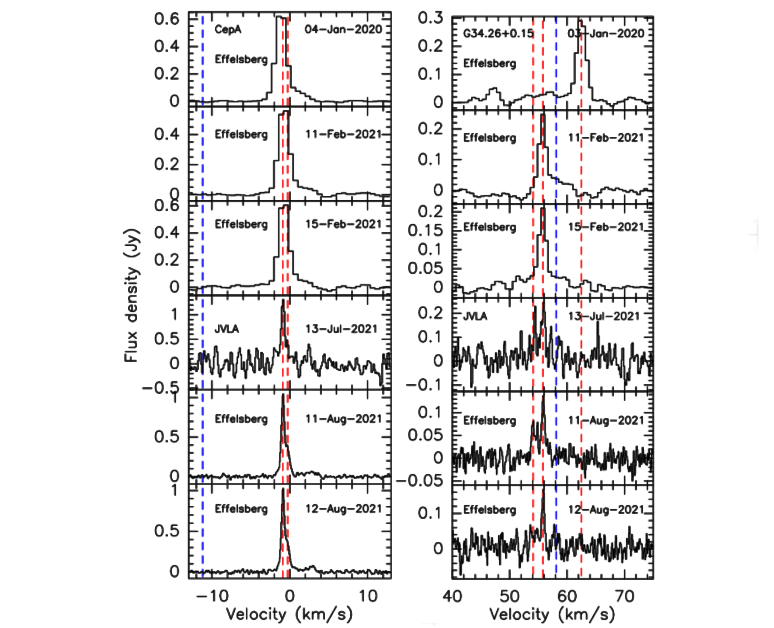 Flux density (Jy)
CepA 04-Jan-2020
Effelsberg
0.6
0.4
0.2
0
Effelsberg 11-Feb-2021
0.4
0.2
0
Effelsberg 15-Feb-2021
0.6
0.4
0.2
0
JVLA 13-Jul-2021
1
0.5
0
-0.5
Effelsberg 11-Aug-2021
1
0.5
0
Effelsberg 12-Aug-2021
1
0.5
0
-10 0 10
Velocity (km/s)
G34.26+0.15 03-Jan-2020
Effelsberg
0.3
0.2
0.1
0
Effelsberg 11-Feb-2021
0.2
0.1
0
Effelsberg 15-Feb-2021
0.2
0.15
0.1
0.05
0
JVLA 13-Jul-2021
0.2
0.1
0
-0.1
Effelsberg 11-Aug-2021
0.1
0.05
0
-0.05
Effelsberg 12-Aug-2021
0.1
0
40 50 60 70
Velocity (km/s)